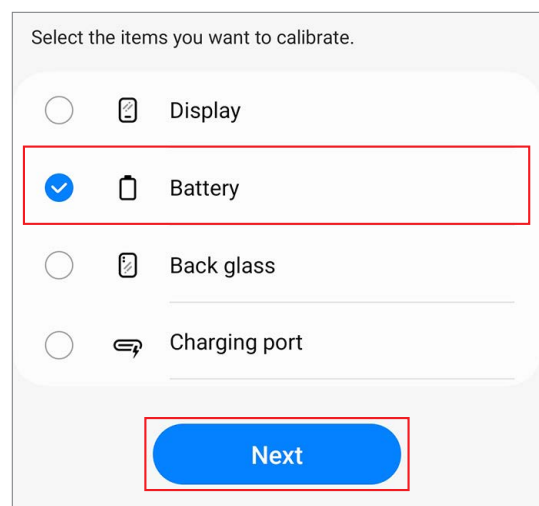 Select the items you want to calibrate.
Display
Battery
Back glass
Charging port
Next